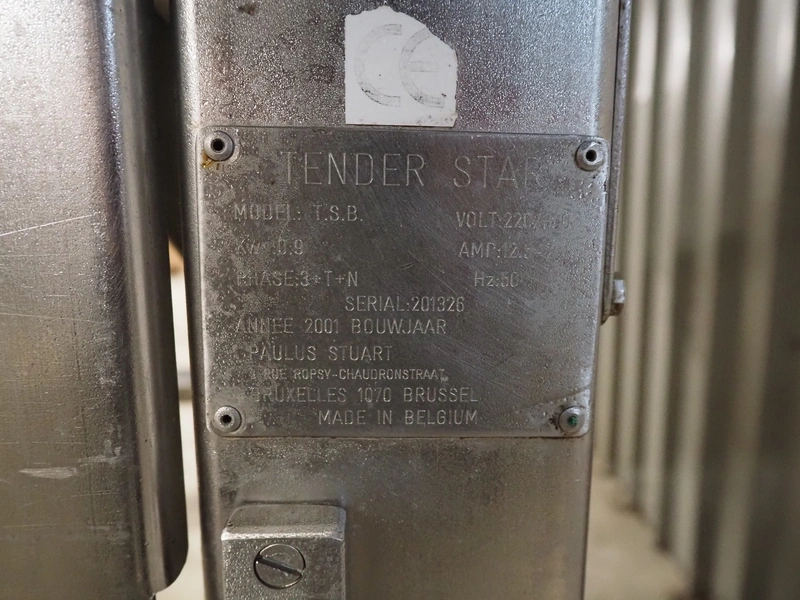 CE
TENDER STAR
MODEL: T.S.B.
VOLT:220/
KW :0.9
AMP:12.
PHASE:3+T+N
Hz:50
SERIAL:201326
ANNEE 2001 BOUWJAAR
PAULUS STUART
RUE ROPSY-CHAUDRONSTRAAT
BRUXELLES 1070 BRUSSEL
MADE IN BELGIUM